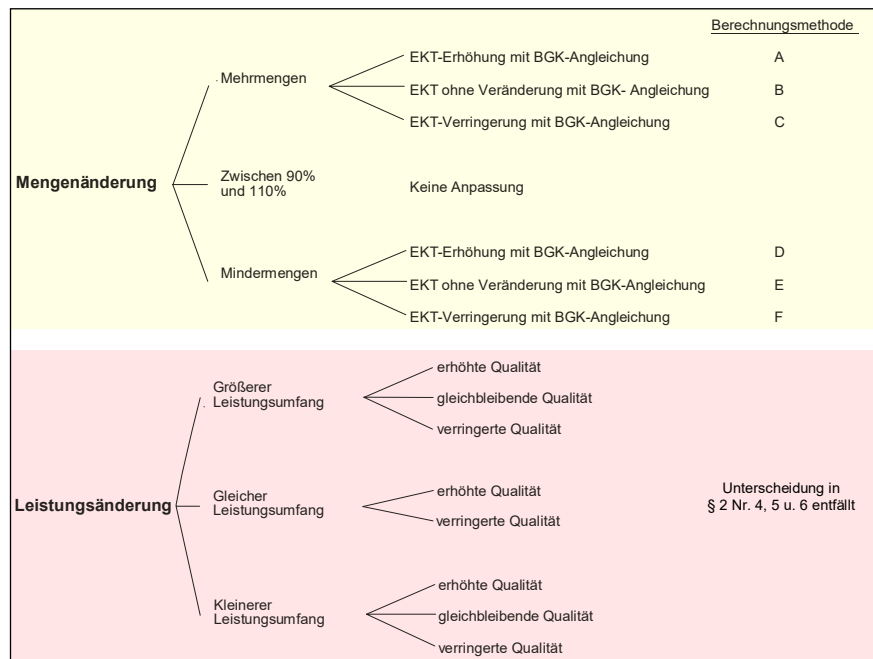 Berechnungsmethode
EKT-Erhöhung mit BGK-Angleichung A
Mehrmengen
EKT ohne Veränderung mit BGK- Angleichung B
EKT-Verringerung mit BGK-Angleichung C
Zwischen 90%
und 110%
Keine Anpassung
Mengenänderung
EKT-Erhöhung mit BGK-Angleichung D
Mindermengen
EKT ohne Veränderung mit BGK-Angleichung E
EKT-Verringerung mit BGK-Angleichung F
erhöhte Qualität
Größerer
Leistungsumfang
gleichbleibende Qualität
verringerte Qualität
Leistungsänderung
Gleicher
Leistungsumfang
erhöhte Qualität
verringerte Qualität
Unterscheidung in
§ 2 Nr. 4, 5 u. 6 entfällt
Kleinerer
Leistungsumfang
erhöhte Qualität
gleichbleibende Qualität
verringerte Qualität